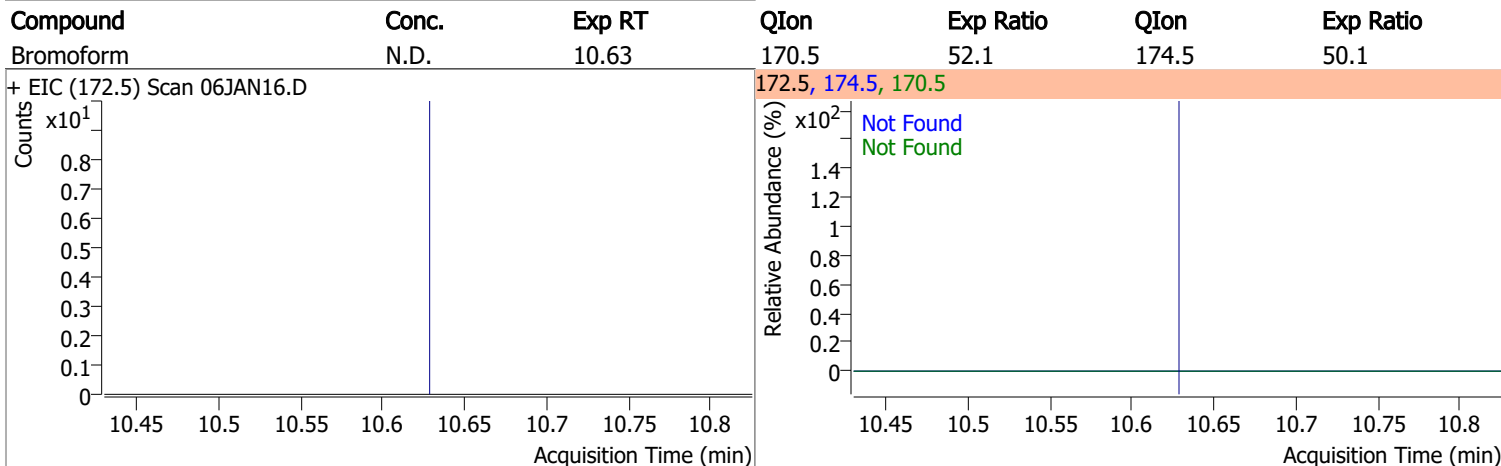 Compound Conc. Exp RT QIon Exp Ratio QIon Exp Ratio
Bromoform N.D. 10.63 170.5 52.1 174.5 50.1
+ EIC (172.5) Scan 06JAN16.D
Counts
x10¹
0.8
0.7
0.6
0.5
0.4
0.3
0.2
0.1
0
10.45 10.5 10.55 10.6 10.65 10.7 10.75 10.8
Acquisition Time (min)
172.5, 174.5, 170.5
Relative Abundance (%)
x10²
Not Found
Not Found
1.4
1.2
1
0.8
0.6
0.4
0.2
0
10.45 10.5 10.55 10.6 10.65 10.7 10.75 10.8
Acquisition Time (min)